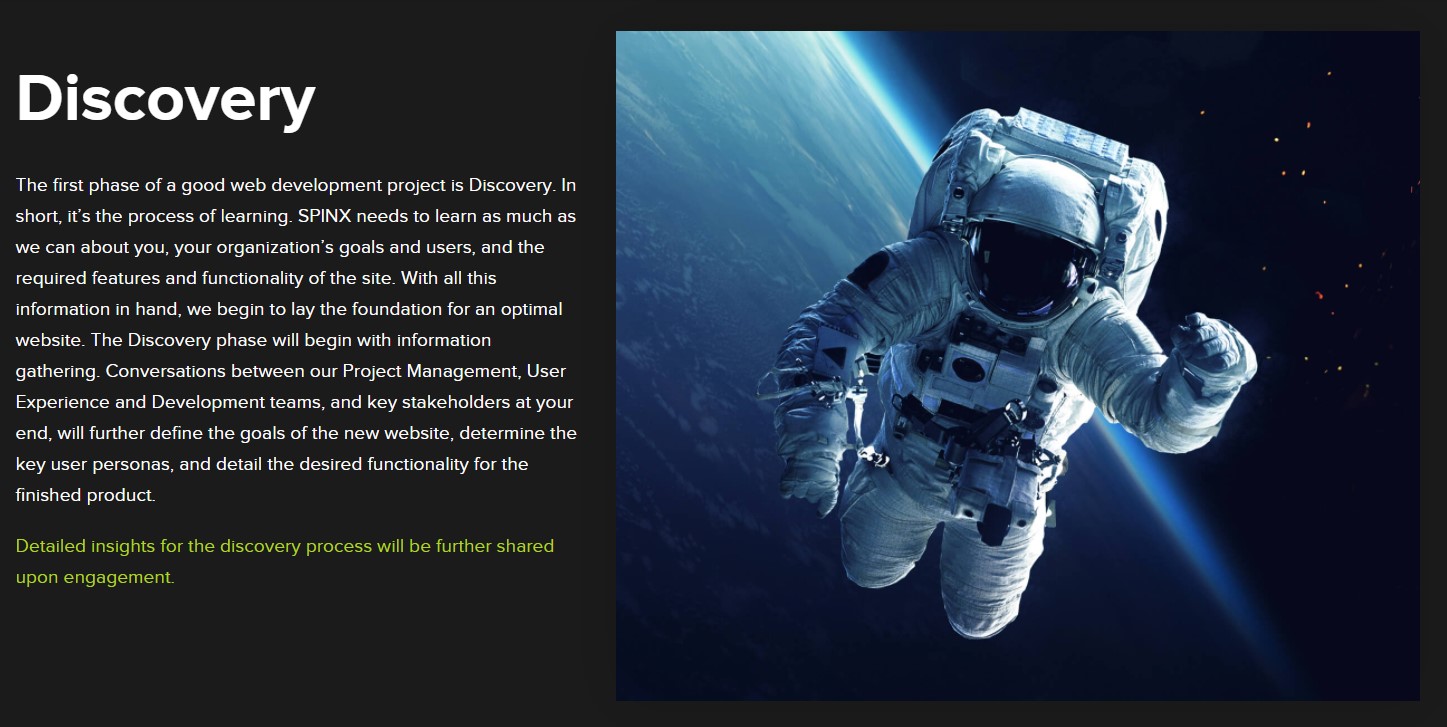 Discovery
The first phase of a good web development project is Discovery. In
short, it’s the process of learning. SPINX needs to learn as much as
we can about you, your organization’s goals and users, and the
required features and functionality of the site. With all this
information in hand, we begin to lay the foundation for an optimal
website. The Discovery phase will begin with information
gathering. Conversations between our Project Management, User
Experience and Development teams, and key stakeholders at your
end, will further define the goals of the new website, determine the
key user personas, and detail the desired functionality for the
finished product.
Detailed insights for the discovery process will be further shared
upon engagement.